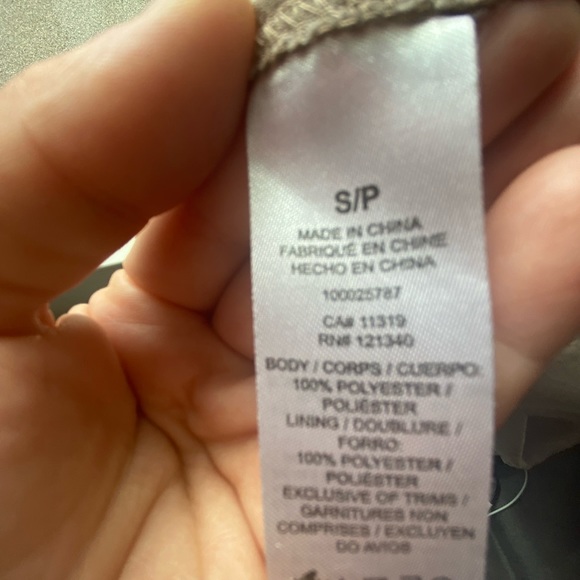 S/P
MADE IN CHINA
FABRIQUÉ EN CHINE
HECHO EN CHINA
100025787
CA# 11319
RN# 121340
BODY / CORPS / CUERPO:
100% POLYESTER /
POLIÉSTER
LINING / DOUBLURE /
FORRO:
100% POLYESTER /
POLIÉSTER
EXCLUSIVE OF TRIMS /
GARNITURES NON
COMPRISES / EXCLUYEN
DO AVIOS